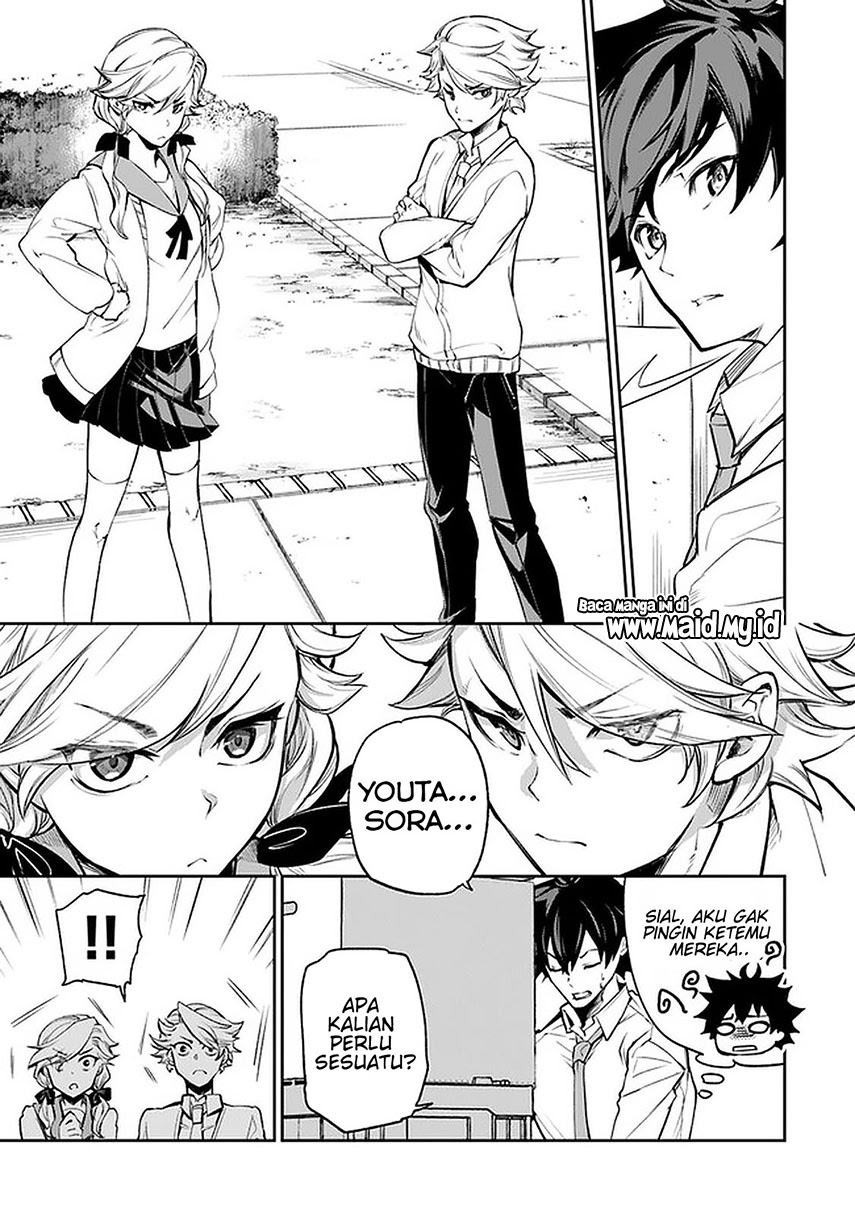 Baca Manga ini di
www.Maid.My.id
YOUTA...
SORA...
SIAL, AKU GAK
PINGIN KETEMU
MEREKA..
APA
KALIAN
PERLU
SESUATU?
!!